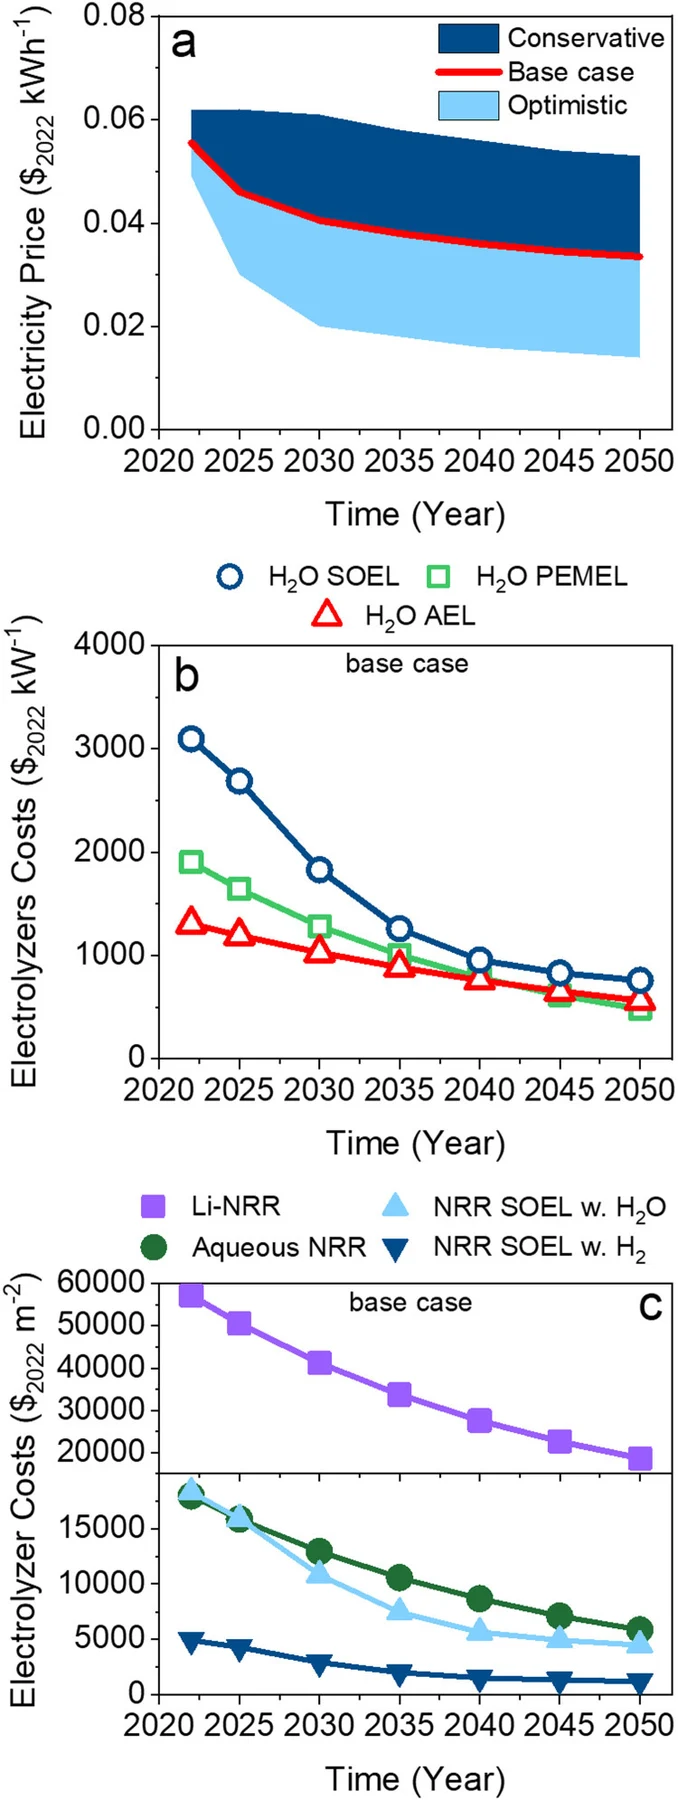 a
Conservative
Base case
Optimistic
Electricity Price ($2022 kWh-1)
0.08
0.06
0.04
0.02
0.00
2020 2025 2030 2035 2040 2045 2050
Time (Year)
H2O SOEL H2O PEMEL
H2O AEL
b
base case
Electrolyzers Costs ($2022 kW-1)
4000
3000
2000
1000
0
2020 2025 2030 2035 2040 2045 2050
Time (Year)
Li-NRR NRR SOEL w. H2O
Aqueous NRR NRR SOEL w. H2
base case
c
Electrolyzer Costs ($2022 m-2)
60000
50000
40000
30000
20000
15000
10000
5000
0
2020 2025 2030 2035 2040 2045 2050
Time (Year)